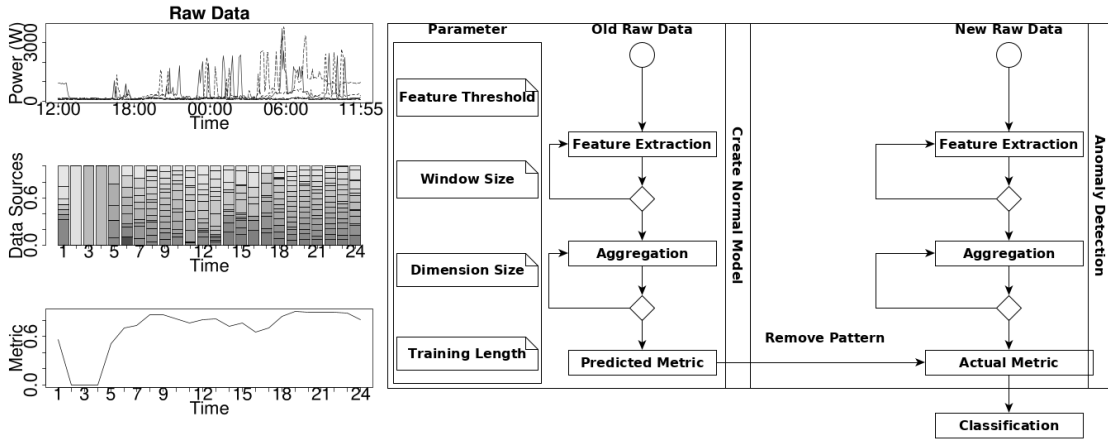 Raw Data
Power (W)
3000
0
12:00 18:00 00:00 06:00 11:55
Time
Data Sources
0.6
0.0
1 3 5 7 9 12 15 18 21 24
Time
Metric
0.6
0.0
1 3 5 7 9 12 15 18 21 24
Time
Parameter
Feature Threshold
Window Size
Dimension Size
Training Length
Old Raw Data
Feature Extraction
Aggregation
Predicted Metric
Create Normal Model
Remove Pattern
New Raw Data
Feature Extraction
Aggregation
Actual Metric
Classification
Anomaly Detection